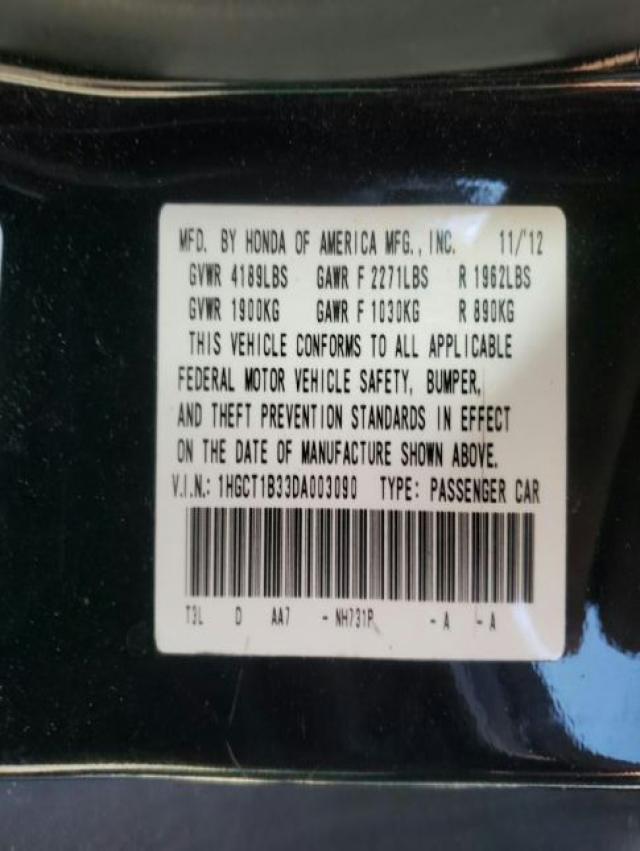 MFD. BY HONDA OF AMERICA MFG., INC. 11/'12
GVWR 4189LBS GAWR F 2271LBS R 1962LBS
GVWR 1900KG GAWR F 1030KG R 890KG
THIS VEHICLE CONFORMS TO ALL APPLICABLE
FEDERAL MOTOR VEHICLE SAFETY, BUMPER,
AND THEFT PREVENTION STANDARDS IN EFFECT
ON THE DATE OF MANUFACTURE SHOWN ABOVE.
V.I.N.: 1HGCT1B33DA003090 TYPE: PASSENGER CAR
T3L D AA7 - NH731P - A - A